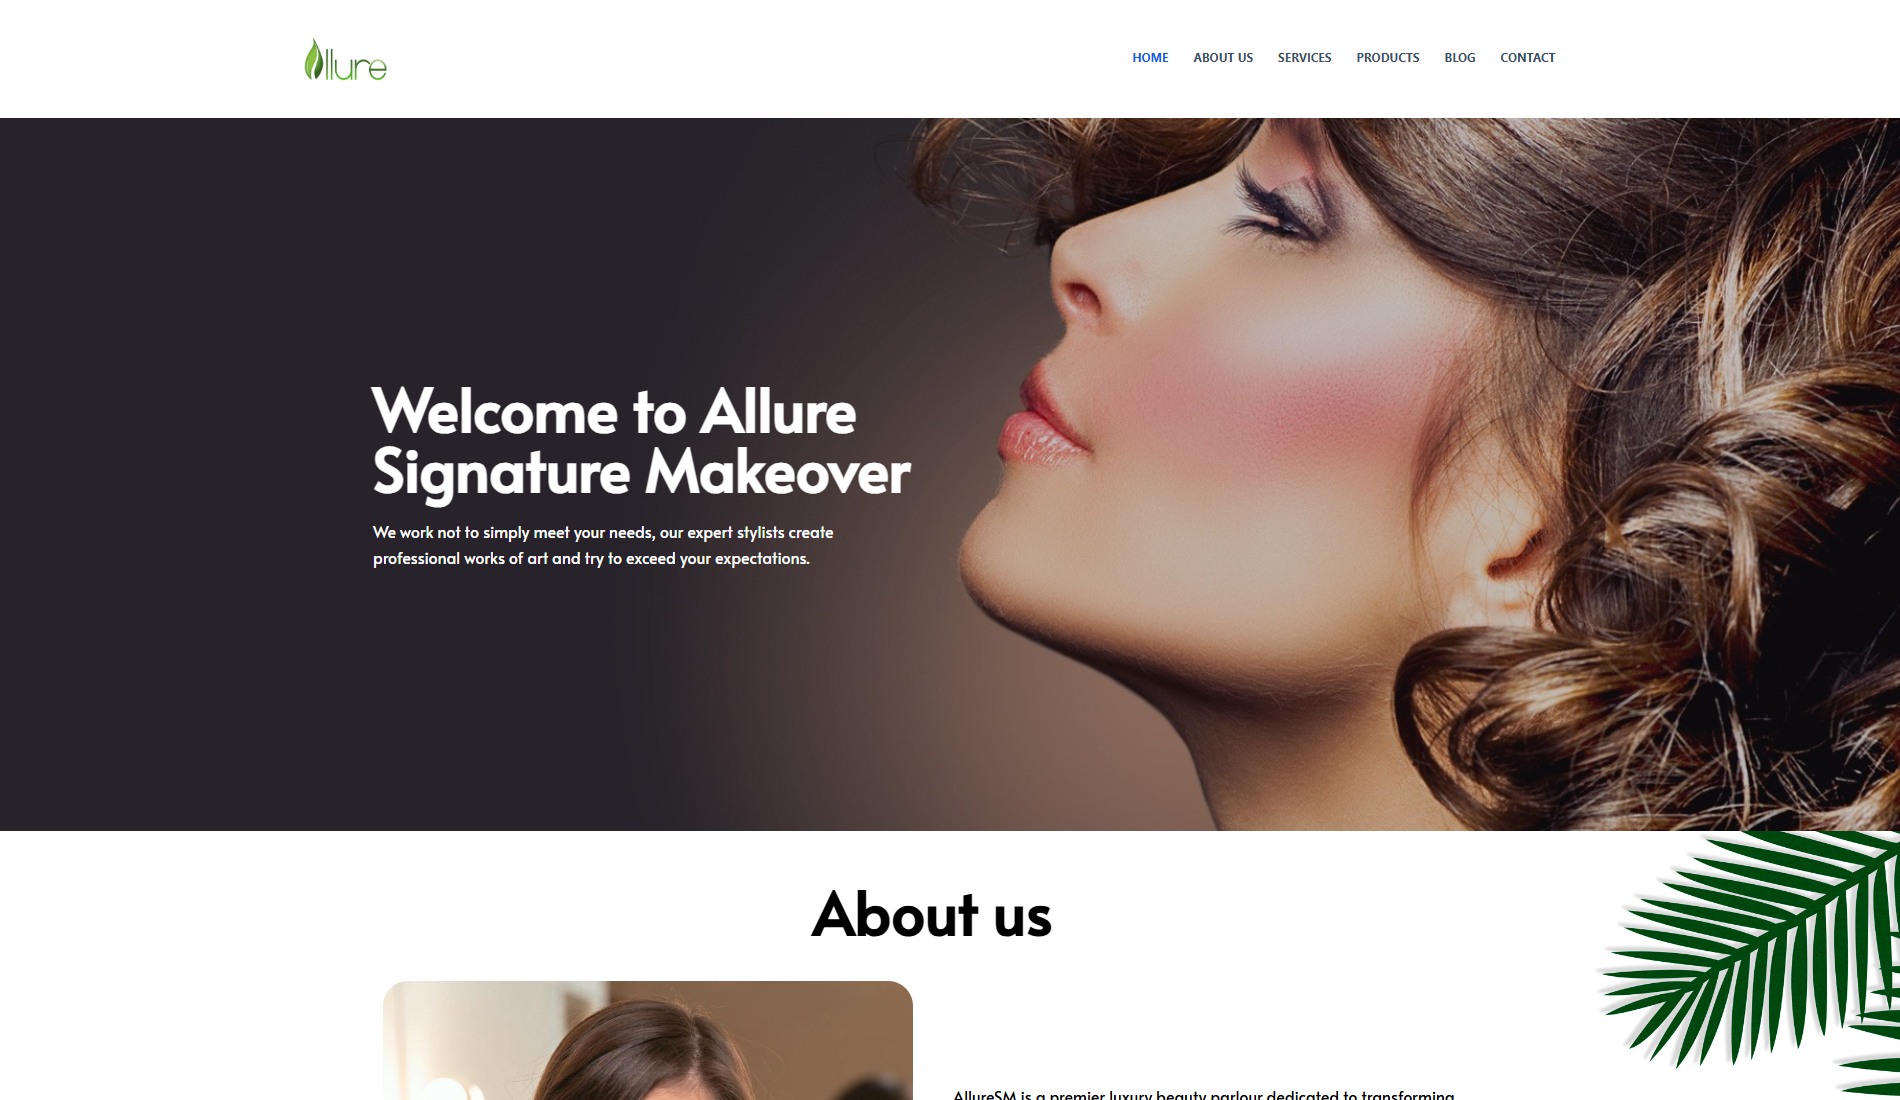 Allure
HOME ABOUT US SERVICES PRODUCTS BLOG CONTACT
Welcome to Allure
Signature Makeover
We work not to simply meet your needs, our expert stylists create
professional works of art and try to exceed your expectations.
About us
AllureSM is a premier luxury beauty parlour dedicated to transforming